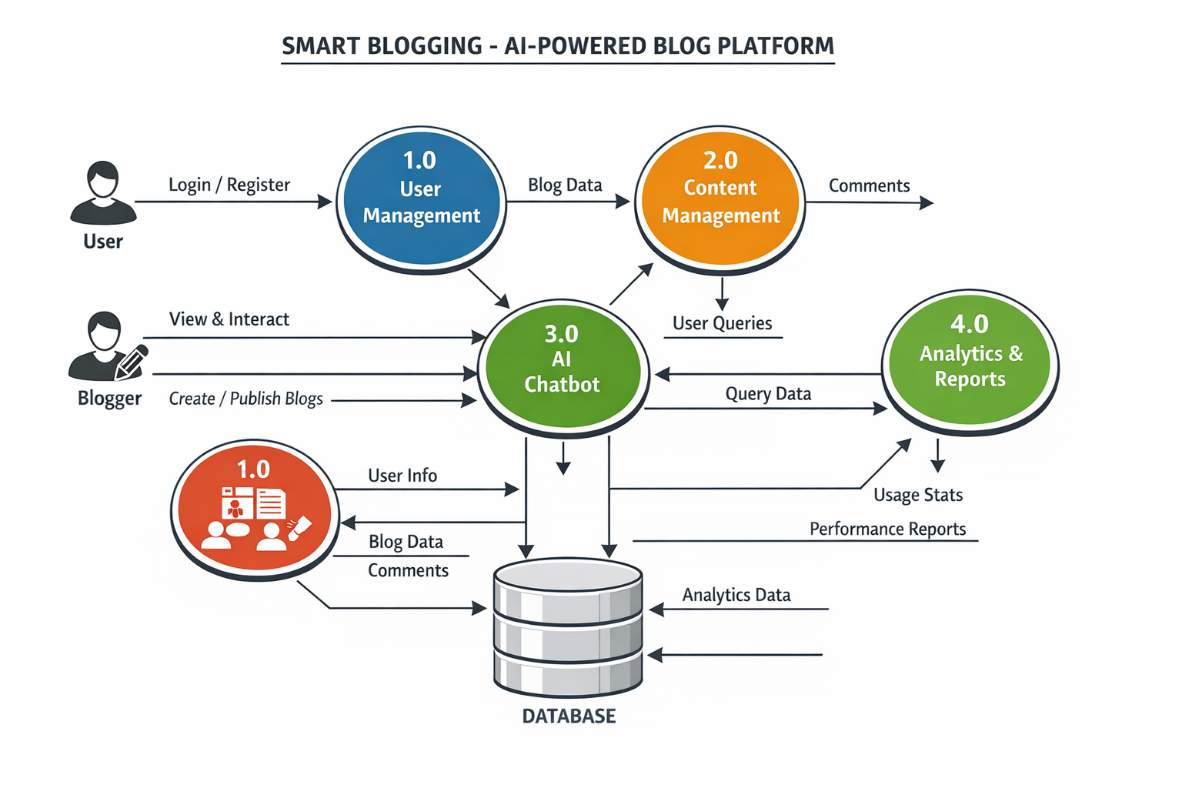 SMART BLOGGING - AI-POWERED BLOG PLATFORM
1.0
User
Management
2.0
Content
Management
Login / Register
Blog Data
Comments
User
View & Interact
3.0
AI
Chatbot
User Queries
4.0
Analytics &
Reports
Blogger
Create / Publish Blogs
Query Data
1.0
User Info
Usage Stats
Performance Reports
Blog Data
Comments
Analytics Data
DATABASE